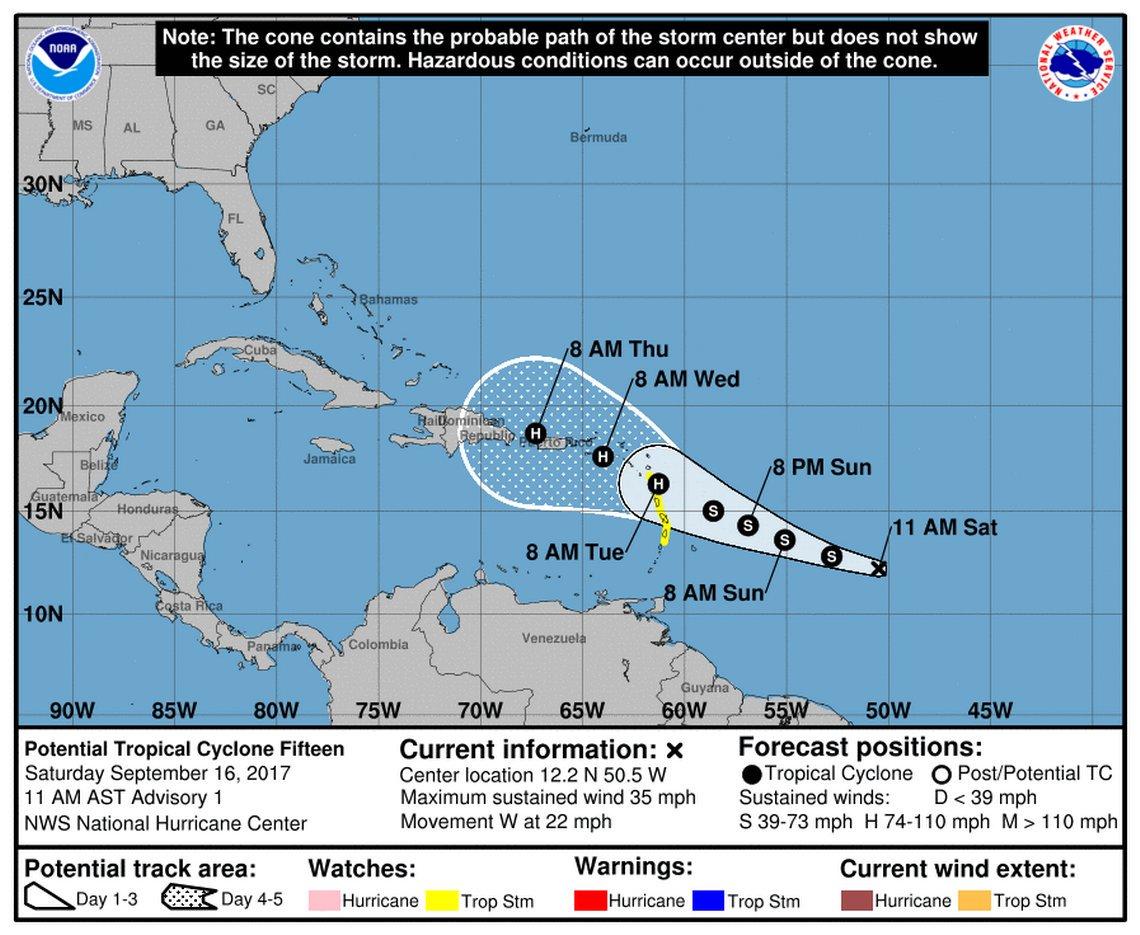 Note: The cone contains the probable path of the storm center but does not show
the size of the storm. Hazardous conditions can occur outside of the cone.
NOAA
NATIONAL WEATHER SERVICE
SC
MS
AL
GA
Bermuda
30N
FL
25N
Bahamas
Cuba
8 AM Thu
8 AM Wed
20N
Mexico
Haiti
Dominican
Republic
H
Puerto Rico
Jamaica
H
Belize
8 PM Sun
Guatemala
H
Honduras
15N
S
S
11 AM Sat
El Salvador
S
S
8 AM Tue
Nicaragua
8 AM Sun
Costa Rica
10N
Panama
Colombia
Venezuela
Guyana
90W 85W 80W 75W 70W 65W 60W 55W 50W 45W
Potential Tropical Cyclone Fifteen
Saturday September 16, 2017
11 AM AST Advisory 1
NWS National Hurricane Center
Current information: x
Center location 12.2 N 50.5 W
Maximum sustained wind 35 mph
Movement W at 22 mph
Forecast positions:
Tropical Cyclone Post/Potential TC
Sustained winds: D < 39 mph
S 39-73 mph H 74-110 mph M > 110 mph
Potential track area:
Day 1-3 Day 4-5
Watches:
Hurricane Trop Stm
Warnings:
Hurricane Trop Stm
Current wind extent:
Hurricane Trop Stm